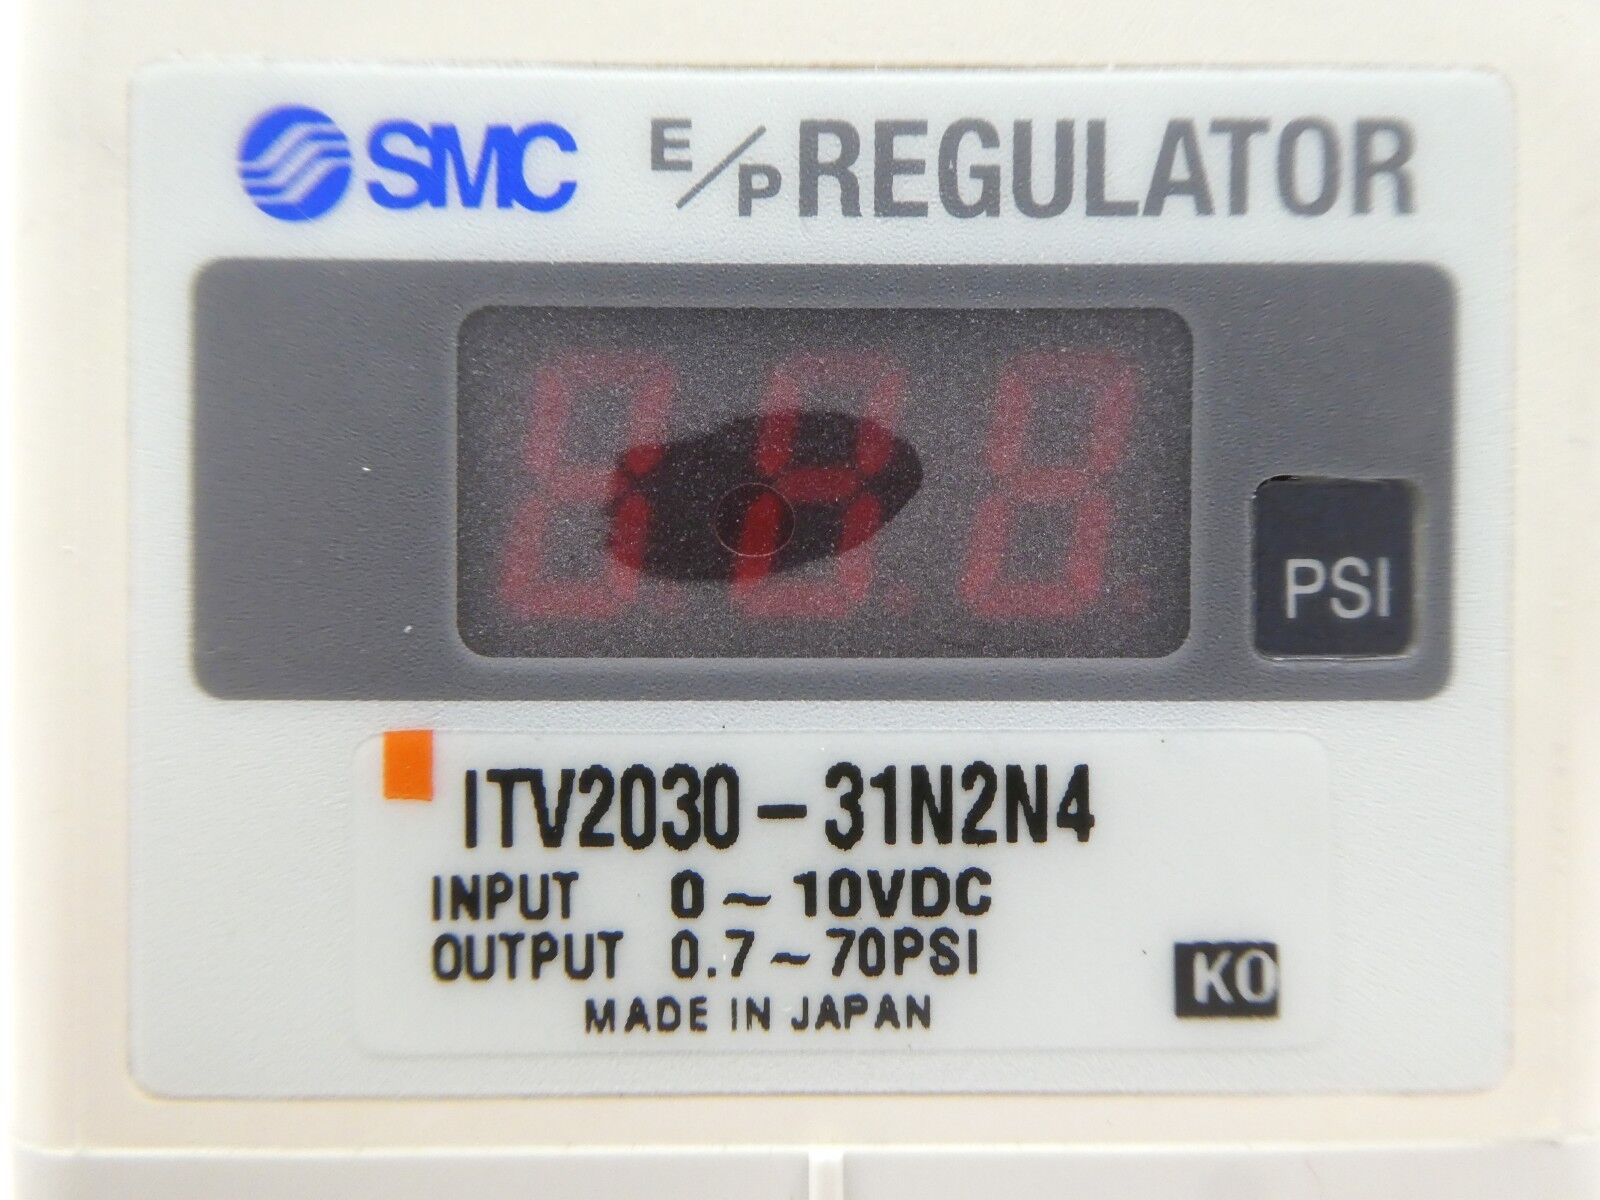 SMC E/P REGULATOR
PSI
ITV2030-31N2N4
INPUT 0~10VDC
OUTPUT 0.7~70PSI
MADE IN JAPAN
KO